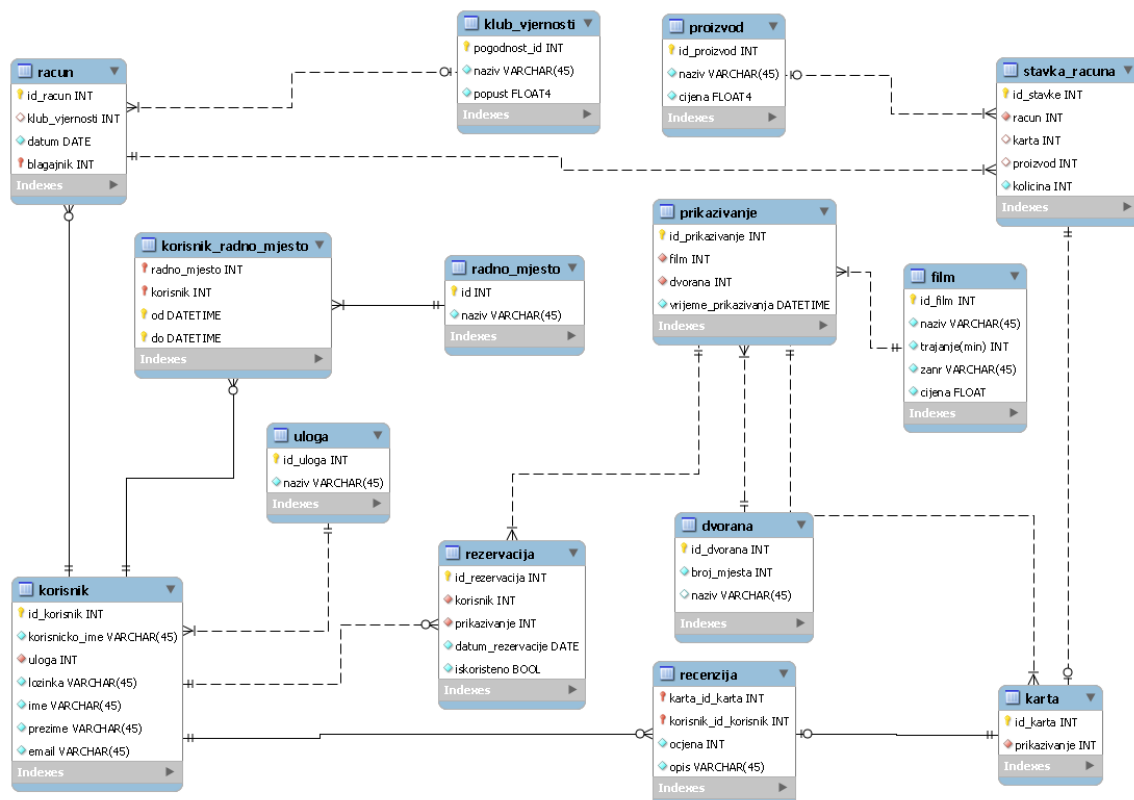 klub_vjernosti
pogodnost_id INT
naziv VARCHAR(45)
popust FLOAT4
Indexes
proizvod
id_proizvod INT
naziv VARCHAR(45)
cijena FLOAT4
Indexes
racun
id_racun INT
klub_vjernosti INT
datum DATE
blagajnik INT
Indexes
stavka_racuna
id_stavke INT
racun INT
karta INT
proizvod INT
kolicina INT
Indexes
korisnik_radno_mjesto
radno_mjesto INT
korisnik INT
od DATETIME
do DATETIME
Indexes
radno_mjesto
id INT
naziv VARCHAR(45)
Indexes
prikazivanje
id_prikazivanje INT
film INT
dvorana INT
vrijeme_prikazivanja DATETIME
Indexes
film
id_film INT
naziv VARCHAR(45)
trajanje(min) INT
zanr VARCHAR(45)
cijena FLOAT
Indexes
uloga
id_uloga INT
naziv VARCHAR(45)
Indexes
korisnik
id_korisnik INT
korisnicko_ime VARCHAR(45)
uloga INT
lozinka VARCHAR(45)
ime VARCHAR(45)
prezime VARCHAR(45)
email VARCHAR(45)
Indexes
rezervacija
id_rezervacija INT
korisnik INT
prikazivanje INT
datum_rezervacije DATE
iskoristeno BOOL
Indexes
dvorana
id_dvorana INT
broj_mjesta INT
naziv VARCHAR(45)
Indexes
recenzija
karta_id_karta INT
korisnik_id_korisnik INT
ocjena INT
opis VARCHAR(45)
Indexes
karta
id_karta INT
prikazivanje INT
Indexes